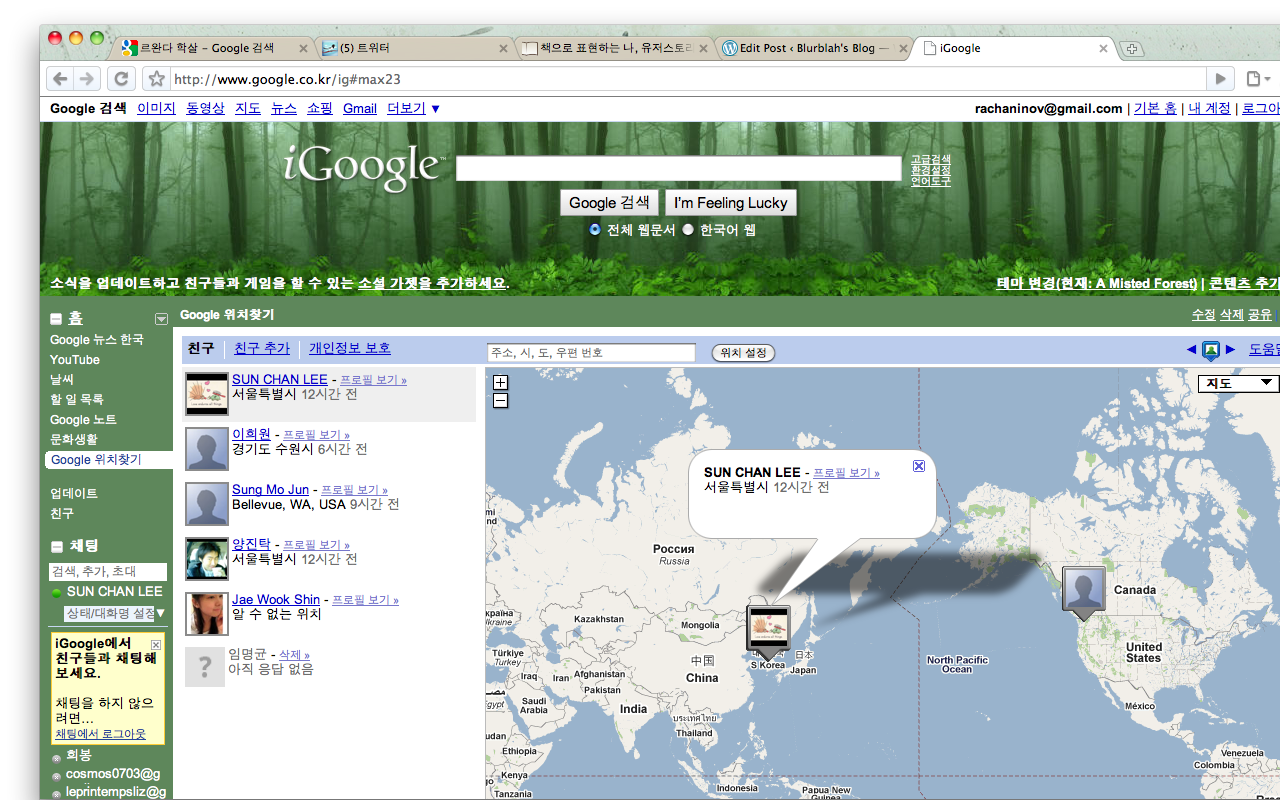 르완다 학살 - Google 검색
(5) 트위터
책으로 표현하는 나, 유저스토리
Edit Post ‹ Blurblah's Blog —
iGoogle
http://www.google.co.kr/ig#max23
Google 검색 이미지 동영상 지도 뉴스 쇼핑 Gmail 더보기 ▼
rachaninov@gmail.com | 기본 홈 | 내 계정 | 로그아
iGoogle™
고급검색
환경설정
언어도구
Google 검색 I'm Feeling Lucky
전체 웹문서 한국어 웹
소식을 업데이트하고 친구들과 게임을 할 수 있는 소셜 가젯을 추가하세요.
테마 변경(현재: A Misted Forest) | 콘텐츠 추가
홈
Google 뉴스 한국
YouTube
날씨
할 일 목록
Google 노트
문화생활
Google 위치찾기
업데이트
친구
채팅
검색, 추가, 초대
SUN CHAN LEE
상태/대화명 설정▼
iGoogle에서
친구들과 채팅해
보세요.
채팅을 하지 않으
려면...
채팅에서 로그아웃
희봉
cosmos0703@g
leprintempsliz@g
Google 위치찾기
수정 삭제 공유 |
친구 친구 추가 개인정보 보호
주소, 시, 도, 우편 번호 위치 설정
도움말
SUN CHAN LEE - 프로필 보기 »
서울특별시 12시간 전
이희원 - 프로필 보기 »
경기도 수원시 6시간 전
Sung Mo Jun - 프로필 보기 »
Bellevue, WA, USA 9시간 전
양진탁 - 프로필 보기 »
서울특별시 12시간 전
Jae Wook Shin - 프로필 보기 »
알 수 없는 위치
임명균 - 삭제 »
아직 응답 없음
?
지도
SUN CHAN LEE - 프로필 보기 »
서울특별시 12시간 전
Россия
Russia
Canada
United
States
México
Venezuela
Colombia
North Pacific
Ocean
країна
Ukraine
Kazakhstan
Mongolia
中国
China
S Korea
日本
Japan
Türkiye
Turkey
Iraq
Iran
Afghanistan
Pakistan
Saudi
Arabia
India
ประเทศไทย
Thailand
Egypt
Sudan
Ethiopia
Kenya
Tanzania
Indonesia
Papua New
Guinea